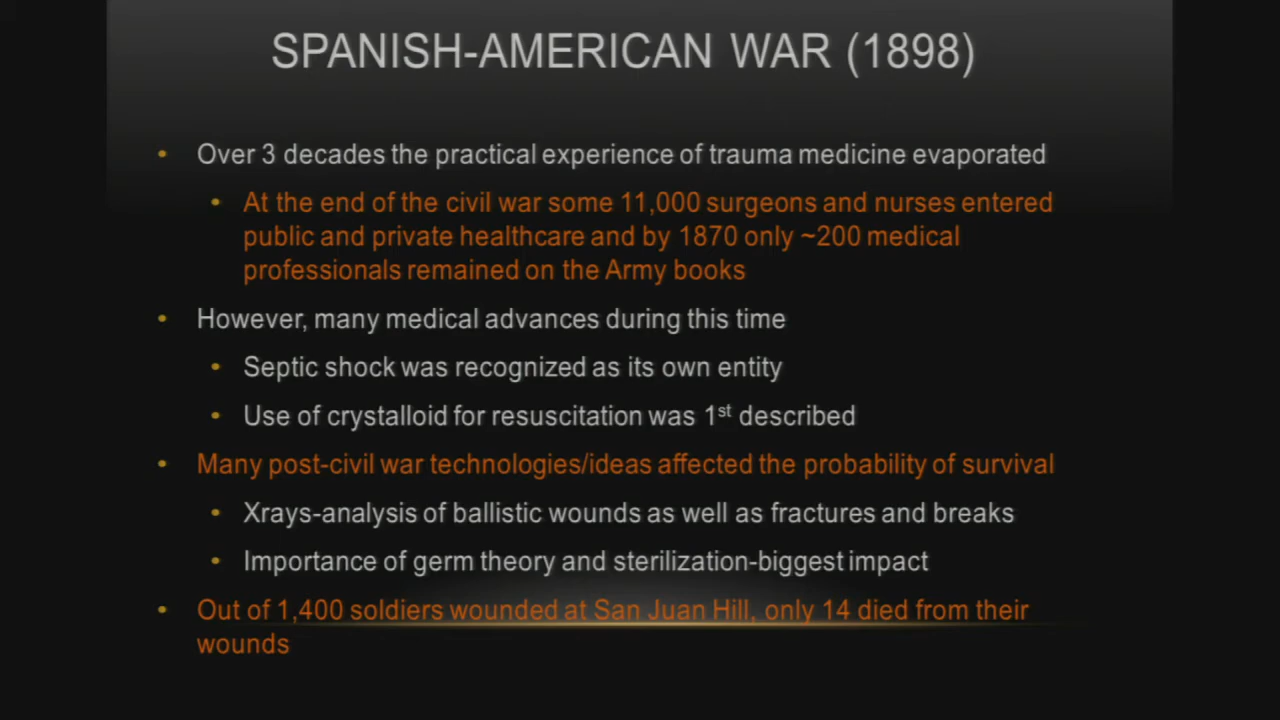 SPANISH-AMERICAN WAR (1898)
• Over 3 decades the practical experience of trauma medicine evaporated
• At the end of the civil war some 11,000 surgeons and nurses entered
public and private healthcare and by 1870 only ~200 medical
professionals remained on the Army books
• However, many medical advances during this time
• Septic shock was recognized as its own entity
• Use of crystalloid for resuscitation was 1st described
• Many post-civil war technologies/ideas affected the probability of survival
• Xrays-analysis of ballistic wounds as well as fractures and breaks
• Importance of germ theory and sterilization-biggest impact
• Out of 1,400 soldiers wounded at San Juan Hill, only 14 died from their
wounds